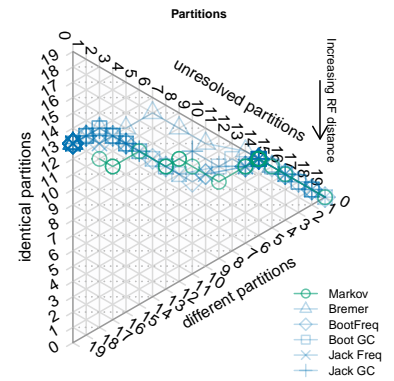 Partitions
0 1 2 3 4 5 6 7 8 9 10 11 12 13 14 15 16 17 18 19
unresolved partitions
Increasing RF distance
19
18
17
16
15
14
13
12
11
10
9
8
7
6
5
4
3
2
1
0
identical partitions
19 18 17 16 15 14 13 12 11 10 9 8 7 6 5 4 3 2 1 0
different partitions
Markov
Bremer
BootFreq
Boot GC
Jack Freq
Jack GC